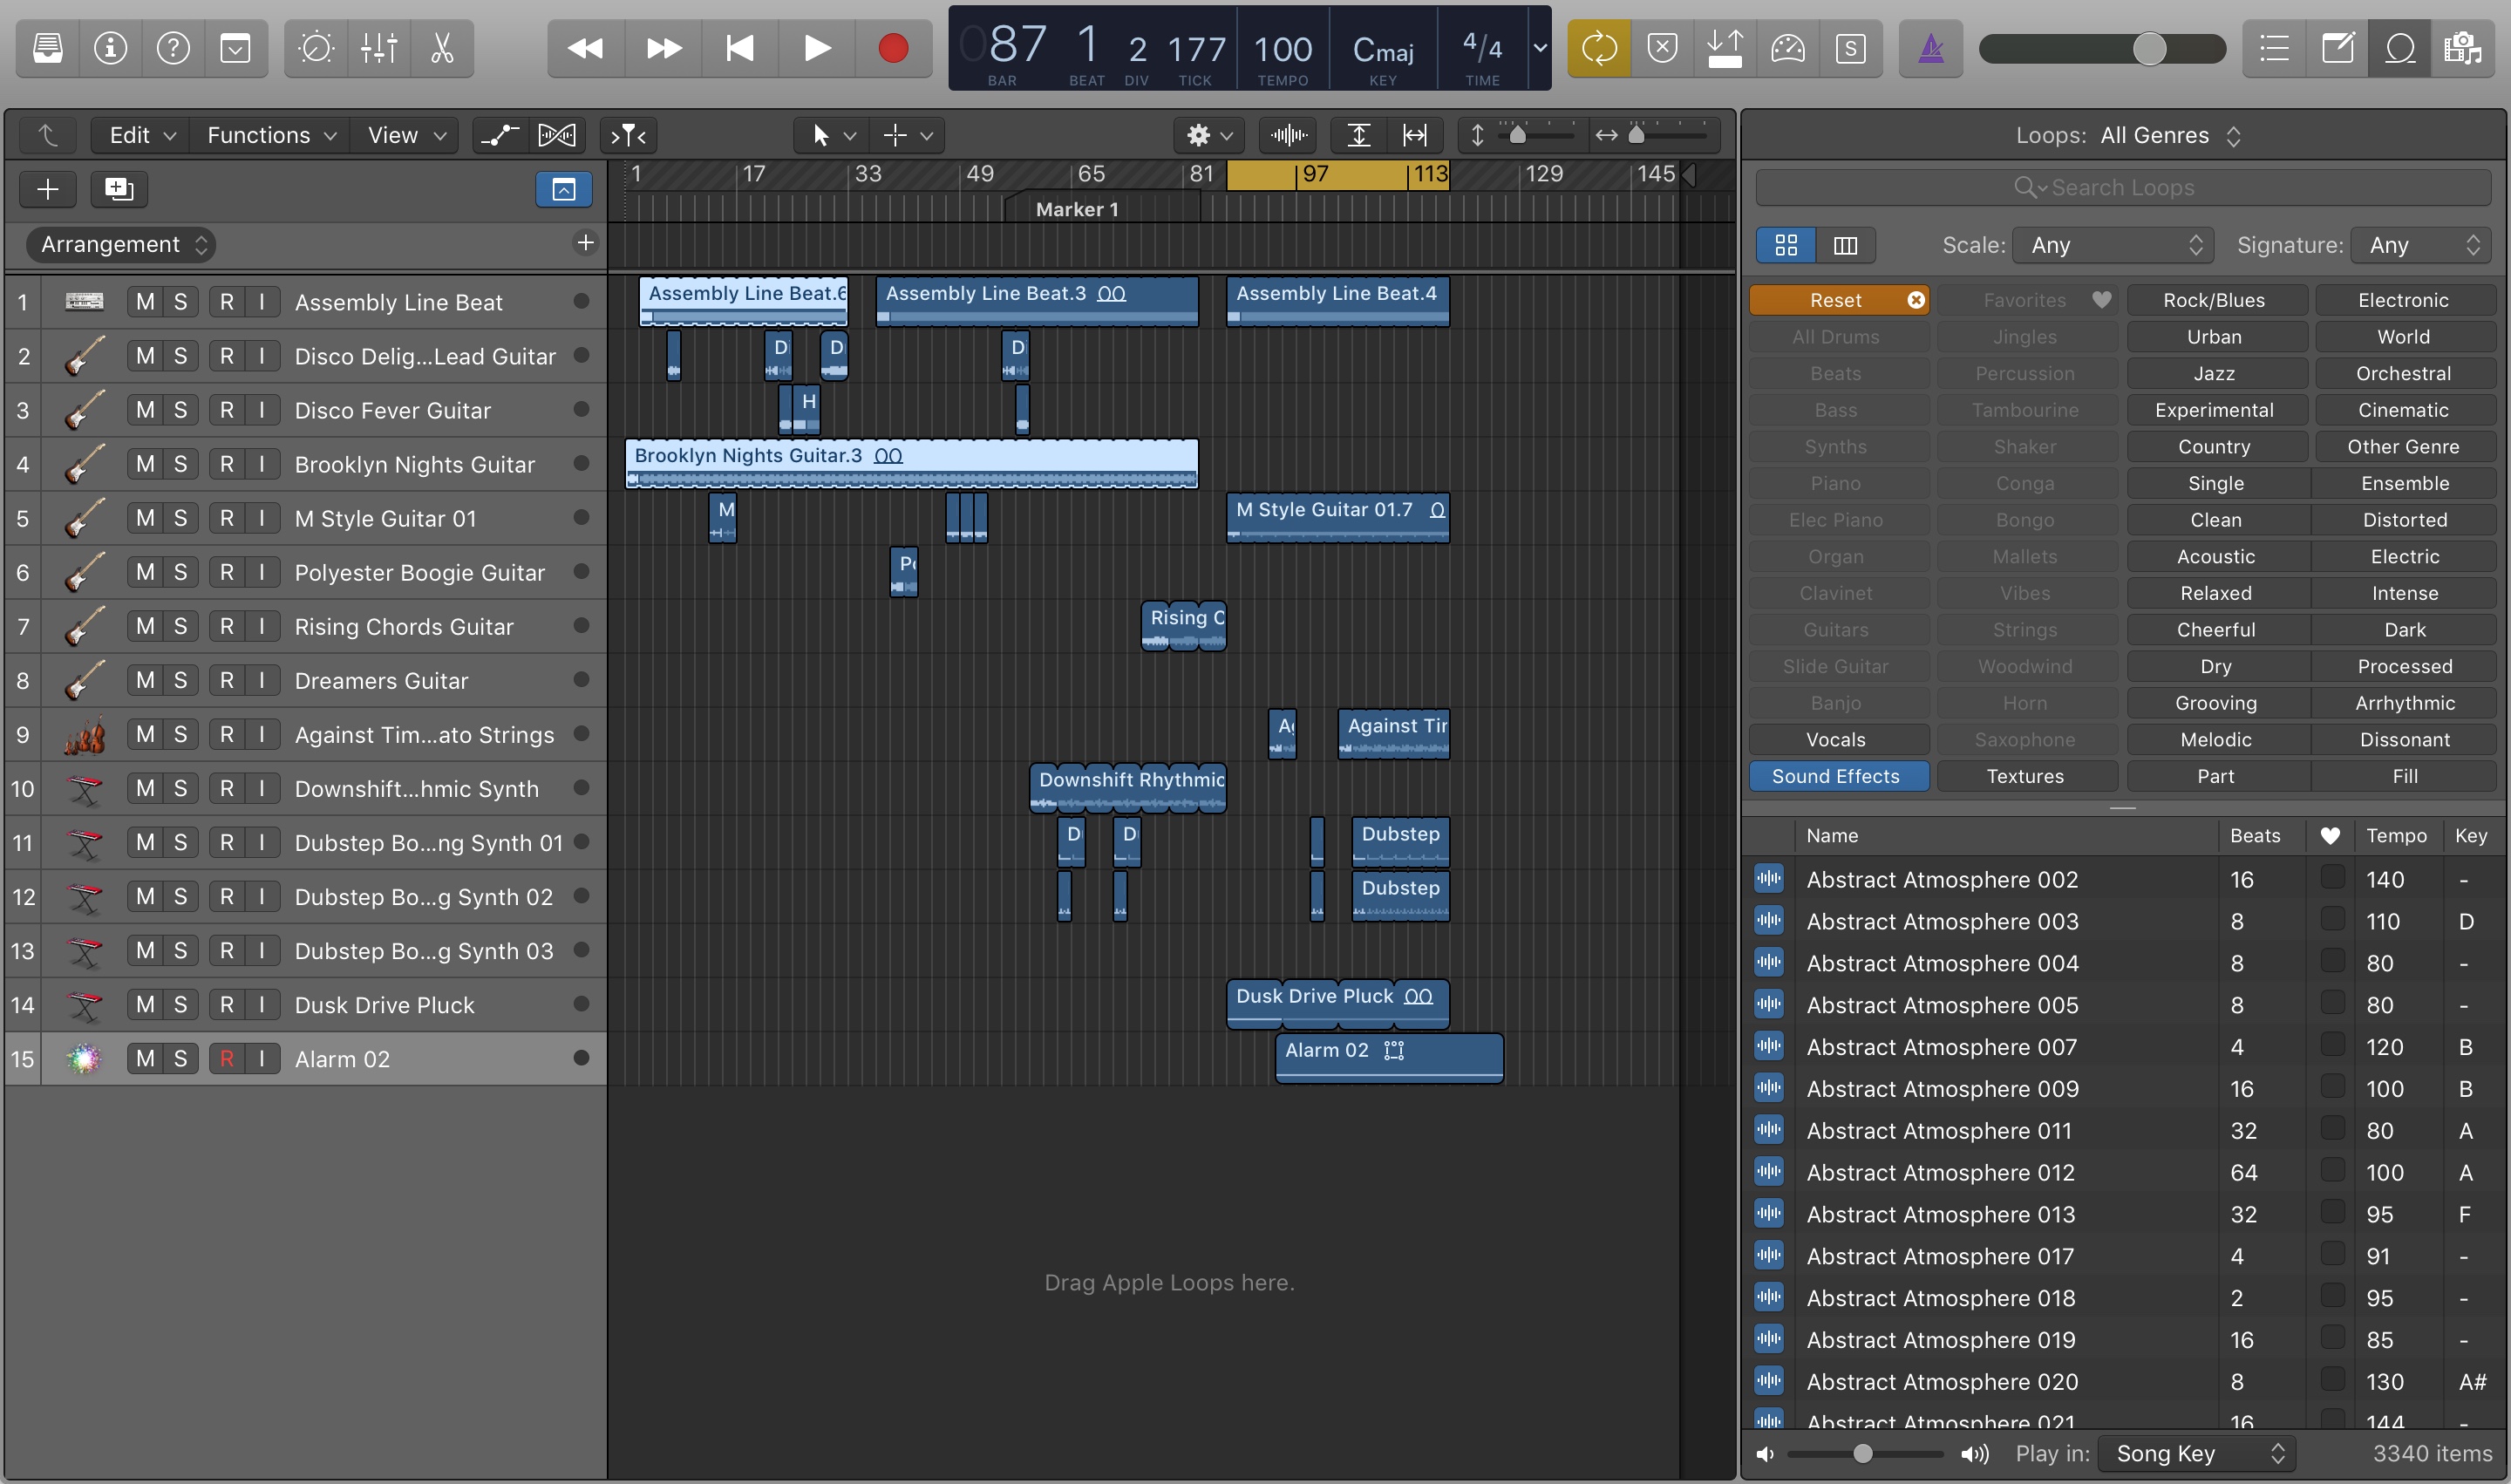 087 1 2 177 100 Cmaj 4/4
BAR BEAT DIV TICK TEMPO KEY TIME
S
Edit Functions View
Loops: All Genres
1 17 33 49 65 81 97 113 129 145
Marker 1
Search Loops
Arrangement
Scale: Any Signature: Any
1 M S R I Assembly Line Beat
Assembly Line Beat.6 Assembly Line Beat.3 Assembly Line Beat.4
2 M S R I Disco Delig...Lead Guitar
D D D
3 M S R I Disco Fever Guitar
H
4 M S R I Brooklyn Nights Guitar
Brooklyn Nights Guitar.3
5 M S R I M Style Guitar 01
M M Style Guitar 01.7
6 M S R I Polyester Boogie Guitar
Po
7 M S R I Rising Chords Guitar
Rising C
8 M S R I Dreamers Guitar
9 M S R I Against Tim...ato Strings
Ag Against Tim
10 M S R I Downshift...hmic Synth
Downshift Rhythmic
11 M S R I Dubstep Bo...ng Synth 01
D D Dubstep
12 M S R I Dubstep Bo...g Synth 02
Dubstep
13 M S R I Dubstep Bo...g Synth 03
14 M S R I Dusk Drive Pluck
Dusk Drive Pluck
15 M S R I Alarm 02
Alarm 02
Drag Apple Loops here.
Reset Favorites Rock/Blues Electronic
All Drums Jingles Urban World
Beats Percussion Jazz Orchestral
Bass Tambourine Experimental Cinematic
Synths Shaker Country Other Genre
Piano Conga Single Ensemble
Elec Piano Bongo Clean Distorted
Organ Mallets Acoustic Electric
Clavinet Vibes Relaxed Intense
Guitars Strings Cheerful Dark
Slide Guitar Woodwind Dry Processed
Banjo Horn Grooving Arrhythmic
Vocals Saxophone Melodic Dissonant
Sound Effects Textures Part Fill
Name Beats Tempo Key
Abstract Atmosphere 002 16 140 -
Abstract Atmosphere 003 8 110 D
Abstract Atmosphere 004 8 80 -
Abstract Atmosphere 005 8 80 -
Abstract Atmosphere 007 4 120 B
Abstract Atmosphere 009 16 100 B
Abstract Atmosphere 011 32 80 A
Abstract Atmosphere 012 64 100 A
Abstract Atmosphere 013 32 95 F
Abstract Atmosphere 017 4 91 -
Abstract Atmosphere 018 2 95 -
Abstract Atmosphere 019 16 85 -
Abstract Atmosphere 020 8 130 A#
Abstract Atmosphere 021 16 144 -
Play in: Song Key 3340 items